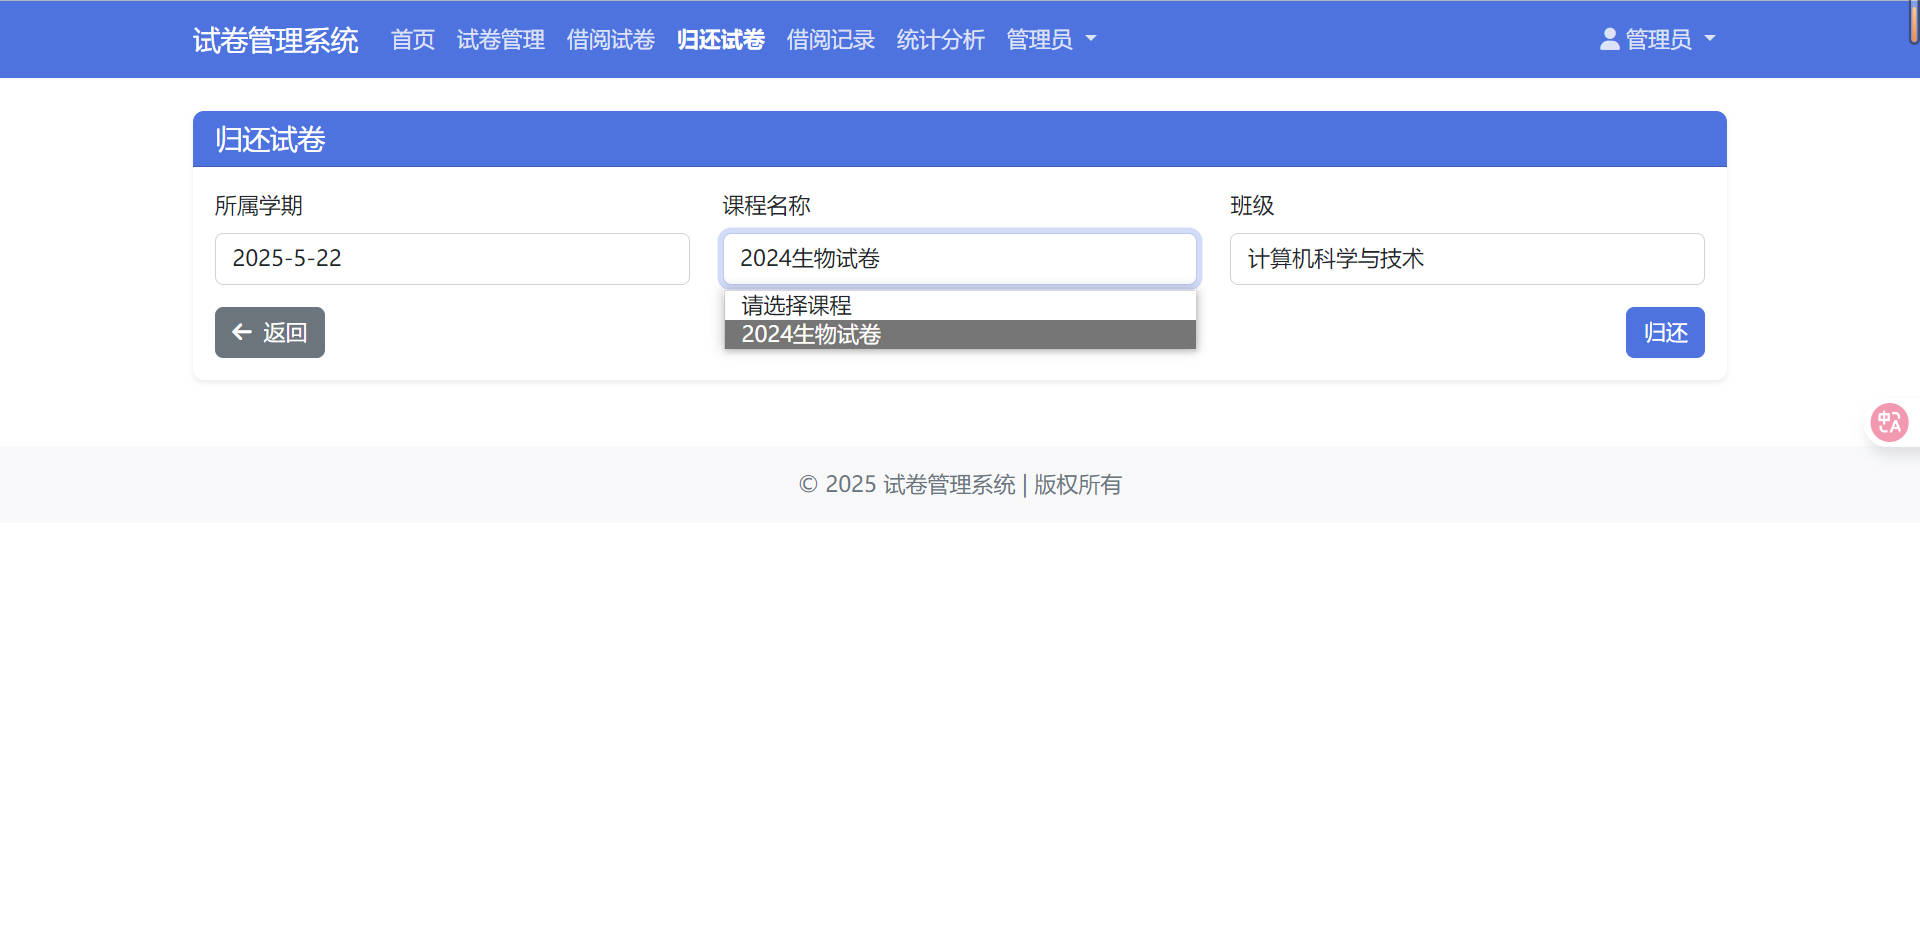 试卷管理系统 首页 试卷管理 借阅试卷 归还试卷 借阅记录 统计分析 管理员 管理员
归还试卷
所属学期 课程名称 班级
2025-5-22 2024生物试卷 计算机科学与技术
请选择课程
2024生物试卷
返回 归还
中A
© 2025 试卷管理系统 | 版权所有